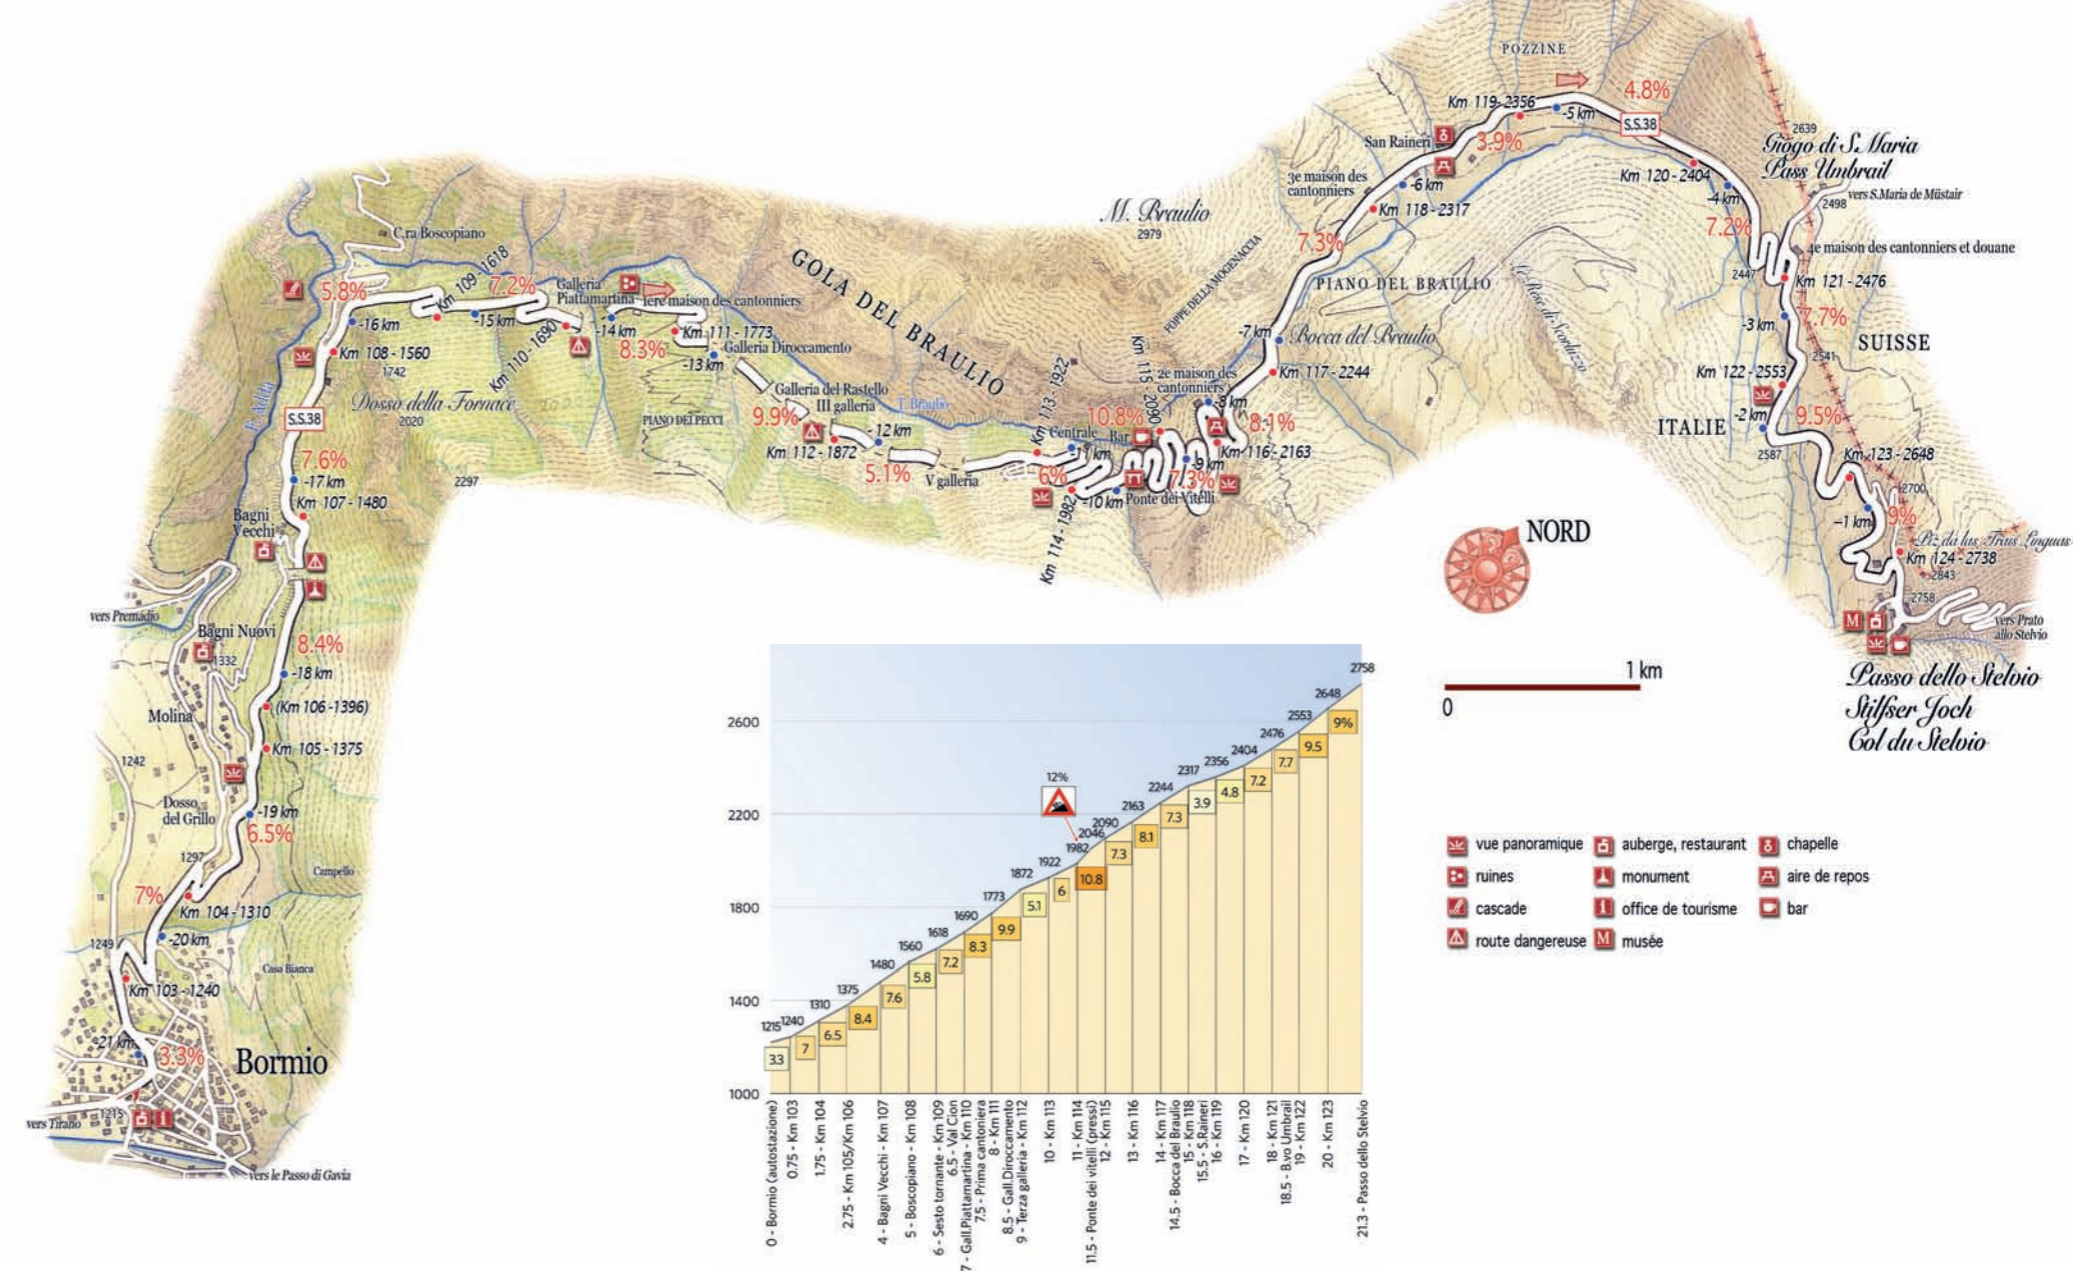 POZZINE
4.8%
Km 119-2356
-5 km
S.S.38
2639
San Raineri
3.9%
Giogo di S.Maria
Pass Umbrail
3e maison des
cantonniers
-6 km
Km 120 - 2404
-4 km
vers S.Maria de Müstair
2498
M. Braulio
2979
Km 118 - 2317
7.2%
7.3%
4e maison des cantonniers et douane
C.ra Boscopiano
GOLA DEL BRAULIO
FOPPE DELLA MOGENACCIA
2447
Km 121 - 2476
PIANO DEL BRAULIO
Km 109 - 1618
7.2%
Galleria
Piattamartina
1ere maison des cantonniers
5.8%
-16 km
-15 km
-14 km
Km 110 - 1690
Km 111 - 1773
8.3%
Galleria Diroccamento
-13 km
-7 km
Bocca del Braulio
-3 km
7.7%
SUISSE
2541
Km 108 - 1560
1742
Dosso della Fornace
2020
F. Adda
S.S.38
Km 117 - 2244
Km 122 - 2553
2e maison des
cantonniers
Galleria del Rastello
III galleria
T. Braulio
PIANO DEI PECCI
9.9%
Km 112 - 1872
- 12 km
Km 113 - 1922
Km 115 - 2090
10.8%
-8 km
8.1%
-2 km
9.5%
ITALIE
2587
Centrale
Bar
-11 km
Km 116 - 2163
-9 km
7.3%
Km 123 - 2648
7.6%
-17 km
2297
5.1%
V galleria
6%
-10 km
Ponte dei Vitelli
Km 114 - 1982
2700
-1 km
9%
Km 107 - 1480
Bagni
Vecchi
NORD
Piz da las Trais Linguas
Km 124 - 2738
2843
2758
vers Premadio
Bagni Nuovi
1332
8.4%
-18 km
vers Prato
allo Stelvio
M
0
1 km
Passo dello Stelvio
Stilfser Joch
Col du Stelvio
(Km 106 -1396)
Molina
Km 105 - 1375
1242
Dosso
del Grillo
-19 km
6.5%
1297
Campello
7%
Km 104 - 1310
-20 km
1249
Casa Bianca
Km 103 - 1240
-21 km
3.3%
Bormio
1215
vers Tirano
vers le Passo di Gavia
2600
2200
1800
1400
1000
1215
1240
1310
1375
1480
1560
1618
1690
1773
1872
1922
1982
2046
2090
2163
2244
2317
2356
2404
2476
2553
2648
2758
12%
33
7
6.5
8.4
7.6
5.8
7.2
8.3
9.9
5.1
6
10.8
7.3
8.1
7.3
3.9
4.8
7.2
7.7
9.5
9%
0 - Bormio (autostazione)
0.75 - Km 103
1.75 - Km 104
2.75 - Km 105/Km 106
4 - Bagni Vecchi - Km 107
5 - Boscopiano - Km 108
6 - Sesto tornante - Km 109
6.5 - Val Cion
7 - Gall.Piattamartina - Km 110
7.5 - Prima cantoniera
8 - Km 111
8.5 - Gall.Diroccamento
9 - Terza galleria - Km 112
10 - Km 113
11 - Km 114
11.5 - Ponte dei vitelli (pressi)
12 - Km 115
13 - Km 116
14 - Km 117
14.5 - Bocca del Braulio
15 - Km 118
15.5 - S.Raineri
16 - Km 119
17 - Km 120
18 - Km 121
18.5 - B.vo Umbrail
19 - Km 122
20 - Km 123
21.3 - Passo dello Stelvio
vue panoramique
auberge, restaurant
chapelle
ruines
monument
aire de repos
cascade
office de tourisme
bar
route dangereuse
M
musée